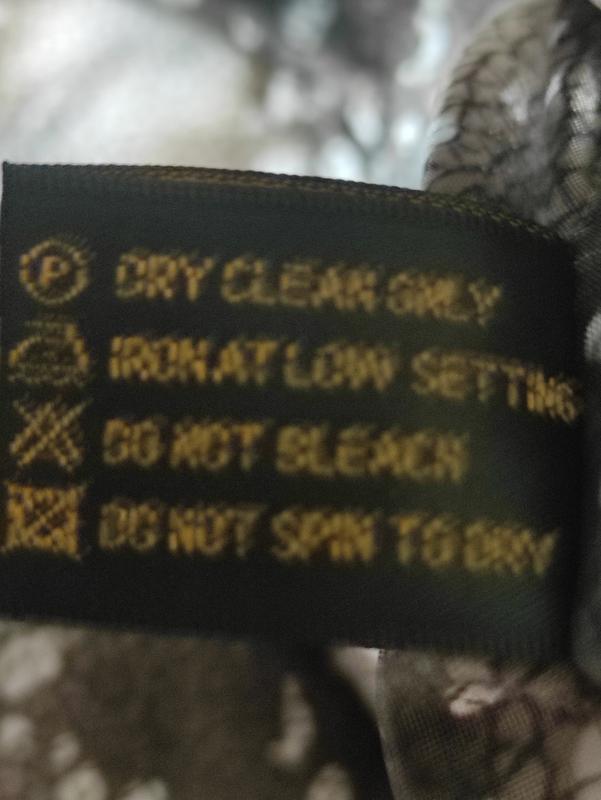 P DRY CLEAN ONLY
IRON AT LOW SETTING
DO NOT BLEACH
DO NOT SPIN TO DRY